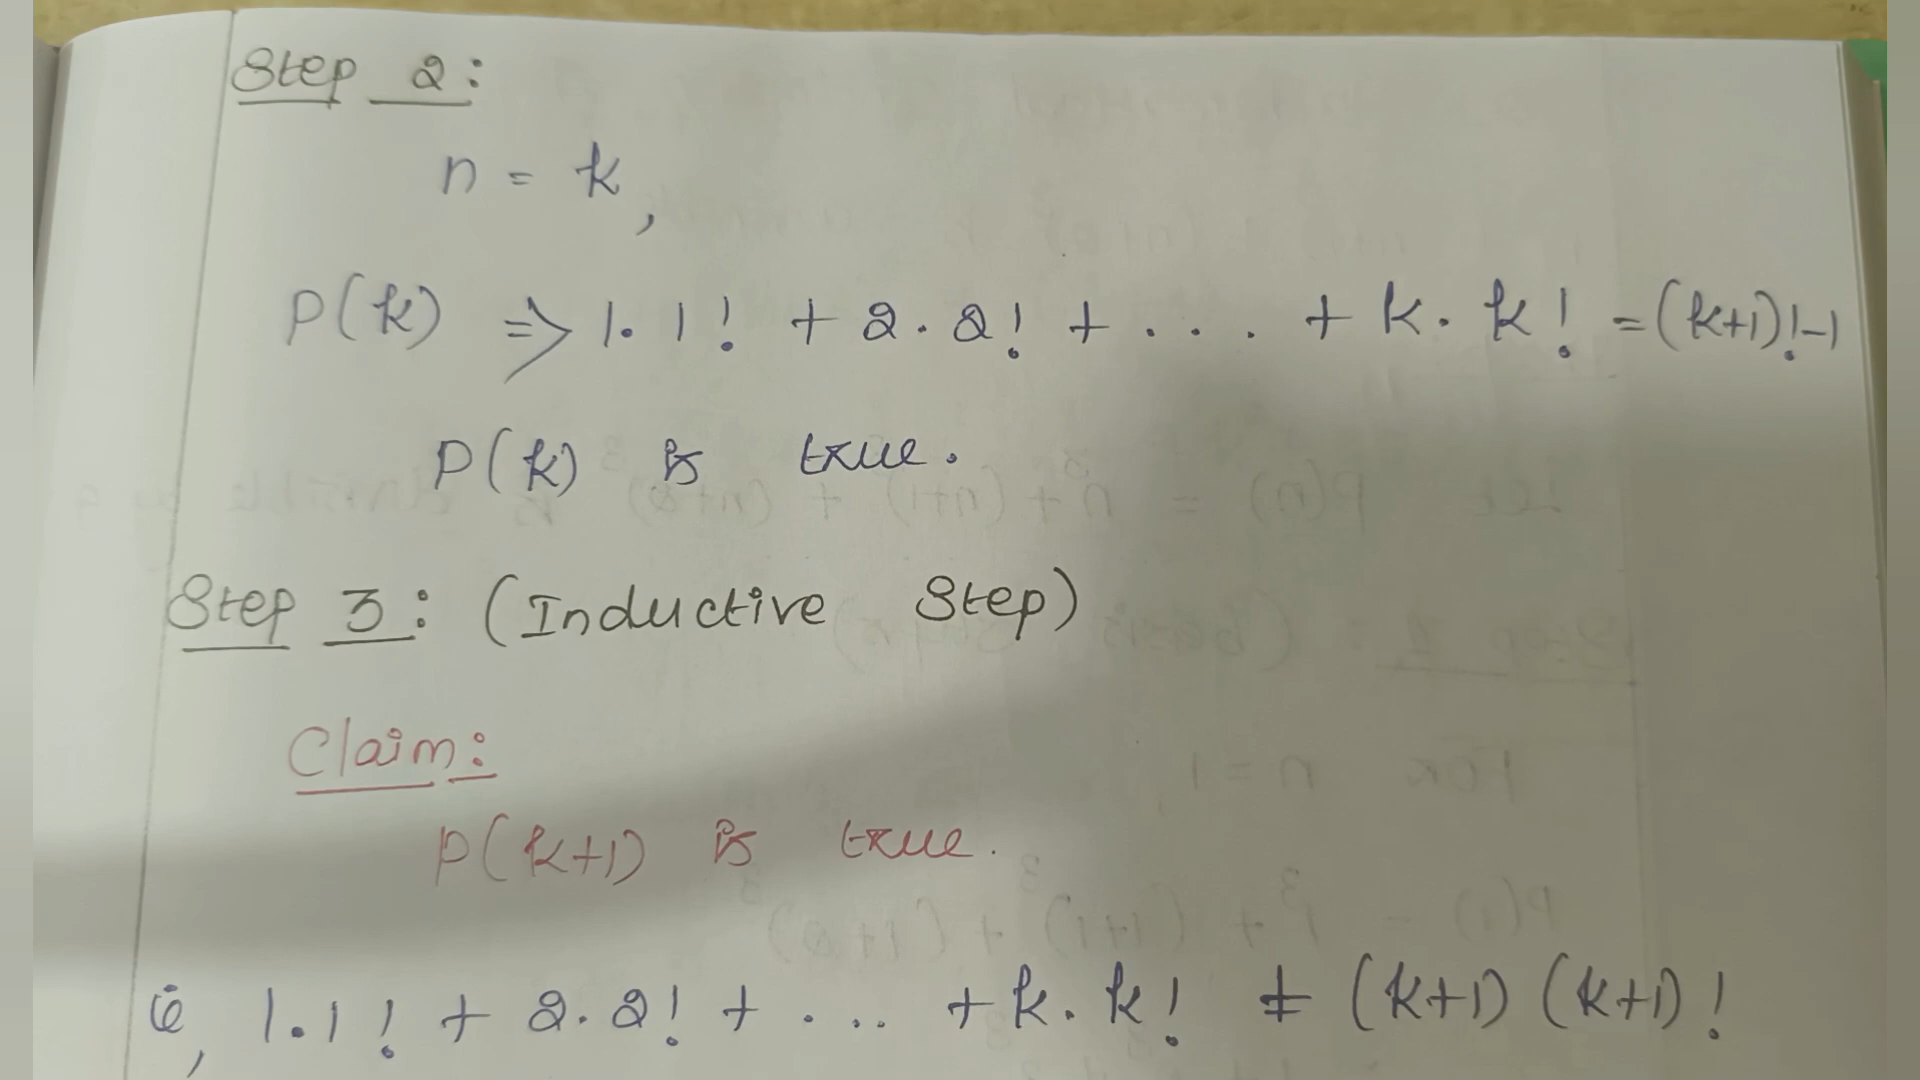 Step 2:
n = k,
P(k) => 1.1! + 2.2! + ... + k.k! = (k+1)!-1
P(k) is true.
Step 3: (Inductive Step)
Claim:
P(k+1) is true.
ie, 1.1! + 2.2! + ... + k.k! + (k+1)(k+1)!